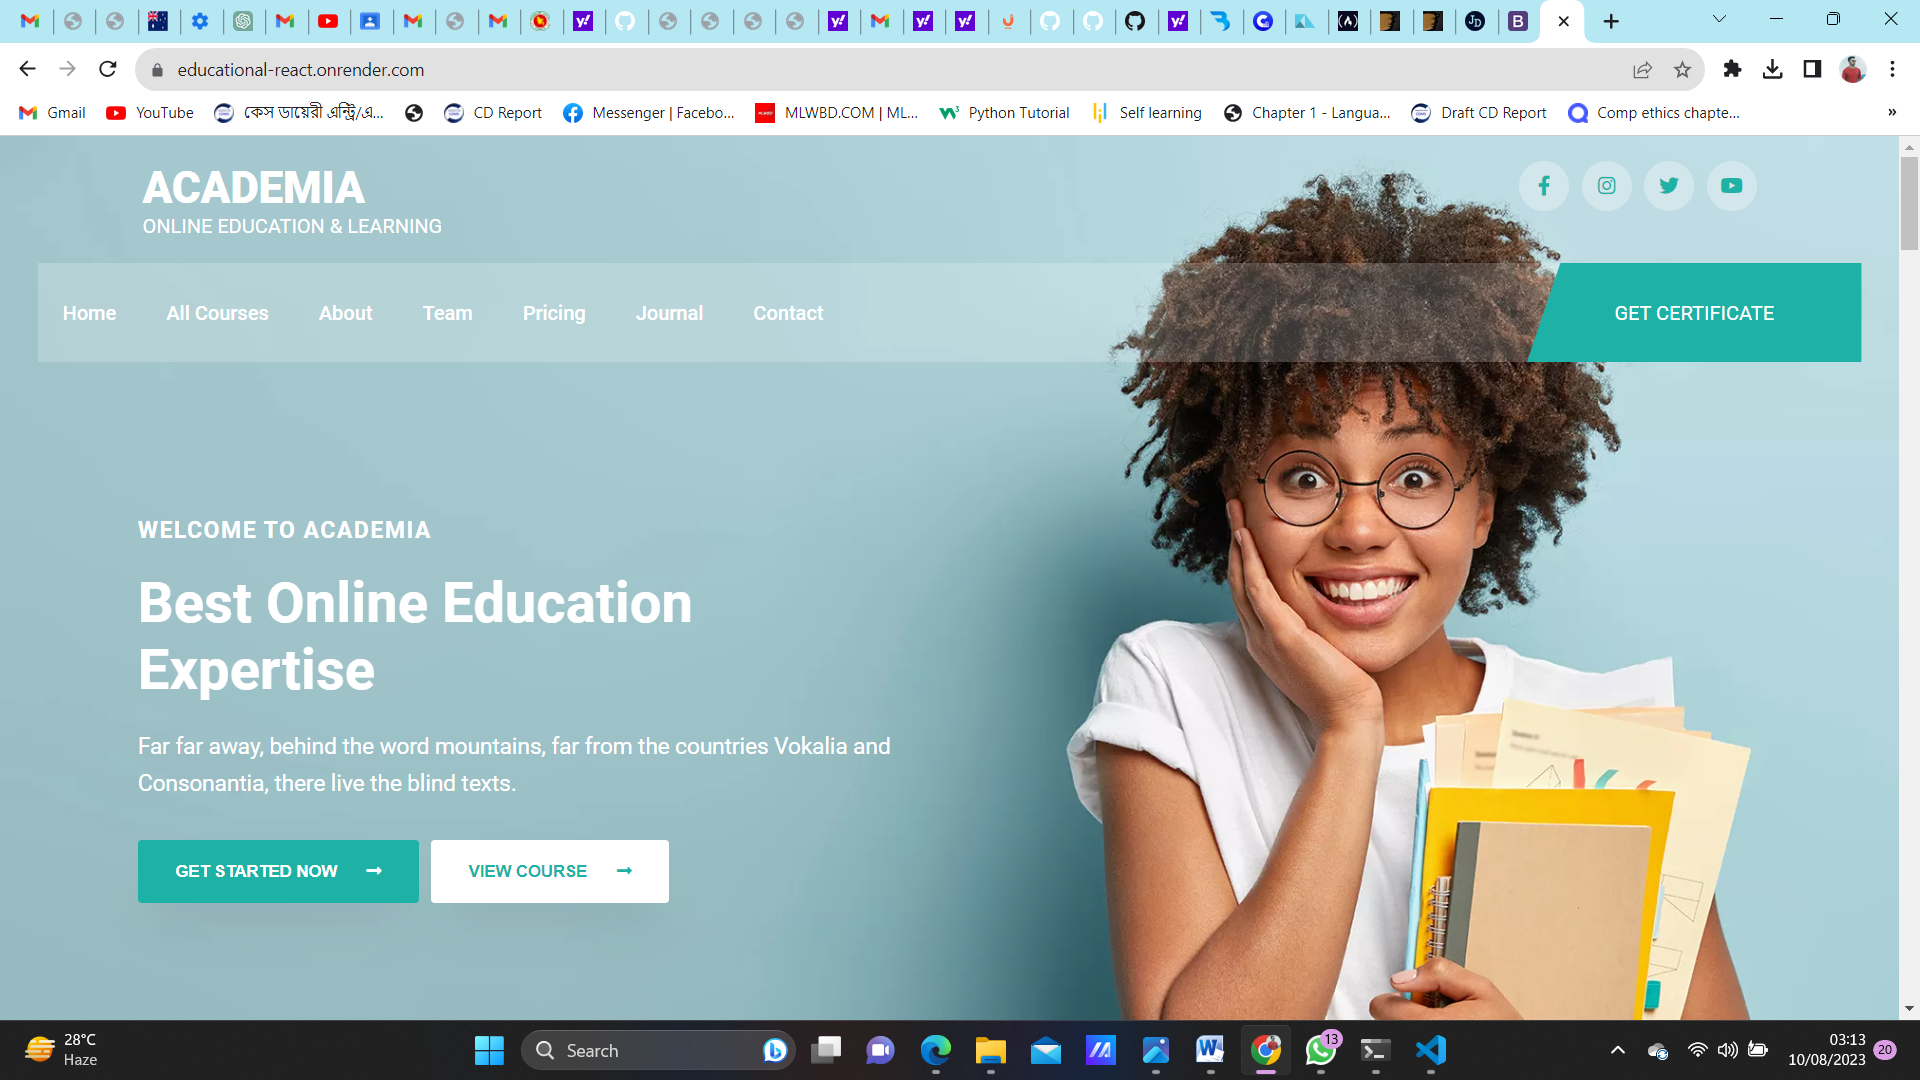 educational-react.onrender.com
Gmail
YouTube
কেস ডায়েরী এন্ট্রি/এ...
CD Report
Messenger | Facebo...
MLWBD.COM | ML...
Python Tutorial
Self learning
Chapter 1 - Langua...
Draft CD Report
Comp ethics chapte...
»
ACADEMIA
ONLINE EDUCATION & LEARNING
Home
All Courses
About
Team
Pricing
Journal
Contact
GET CERTIFICATE
WELCOME TO ACADEMIA
Best Online Education
Expertise
Far far away, behind the word mountains, far from the countries Vokalia and
Consonantia, there live the blind texts.
GET STARTED NOW
VIEW COURSE
28°C
Haze
Search
13
03:13
10/08/2023
20